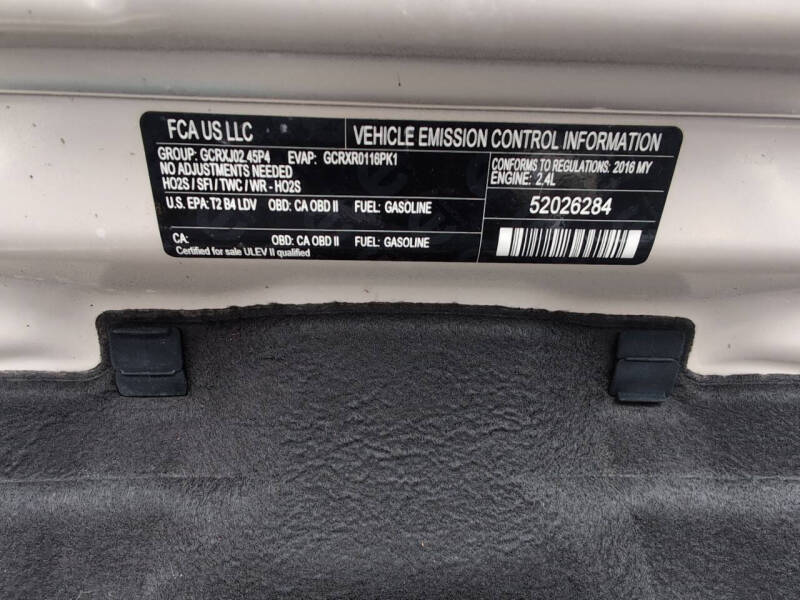 FCA US LLC VEHICLE EMISSION CONTROL INFORMATION
GROUP: GCRXJ02.45P4 EVAP: GCRXR0116PK1
NO ADJUSTMENTS NEEDED
HO2S / SFI / TWC / WR - HO2S
CONFORMS TO REGULATIONS: 2016 MY
ENGINE: 2.4L
U.S. EPA: T2 B4 LDV OBD: CA OBD II FUEL: GASOLINE
52026284
CA: OBD: CA OBD II FUEL: GASOLINE
Certified for sale ULEV II qualified